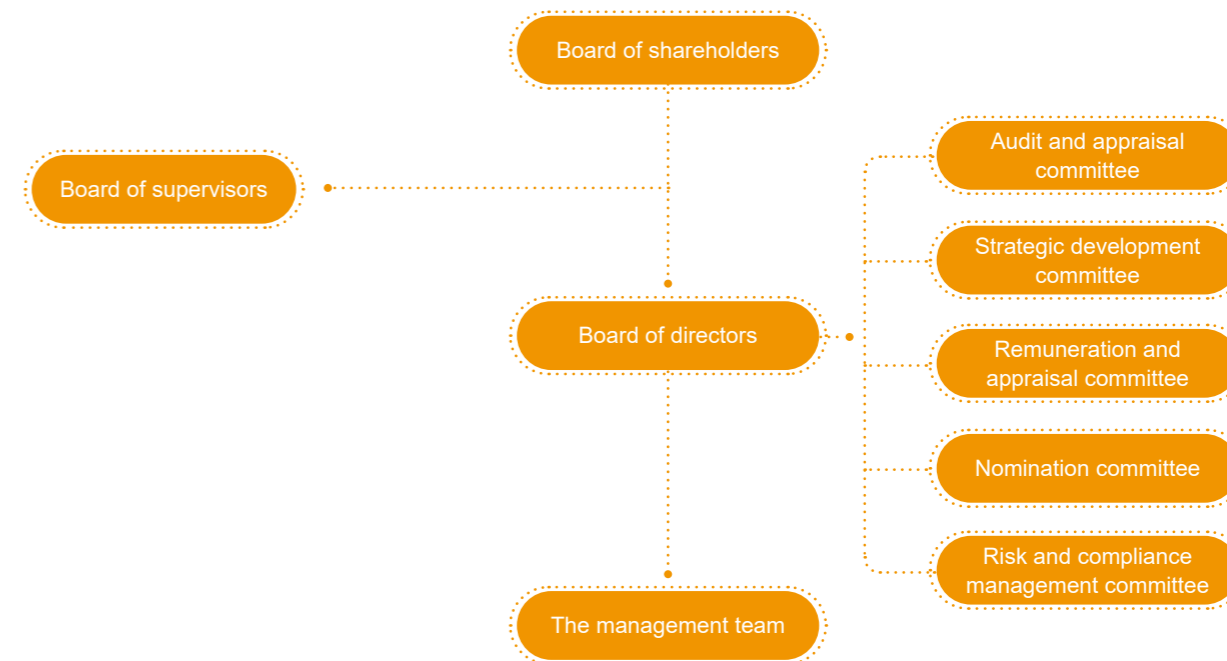 Board of shareholders
Board of supervisors
Board of directors
The management team
Audit and appraisal
committee
Strategic development
committee
Remuneration and
appraisal committee
Nomination committee
Risk and compliance
management committee